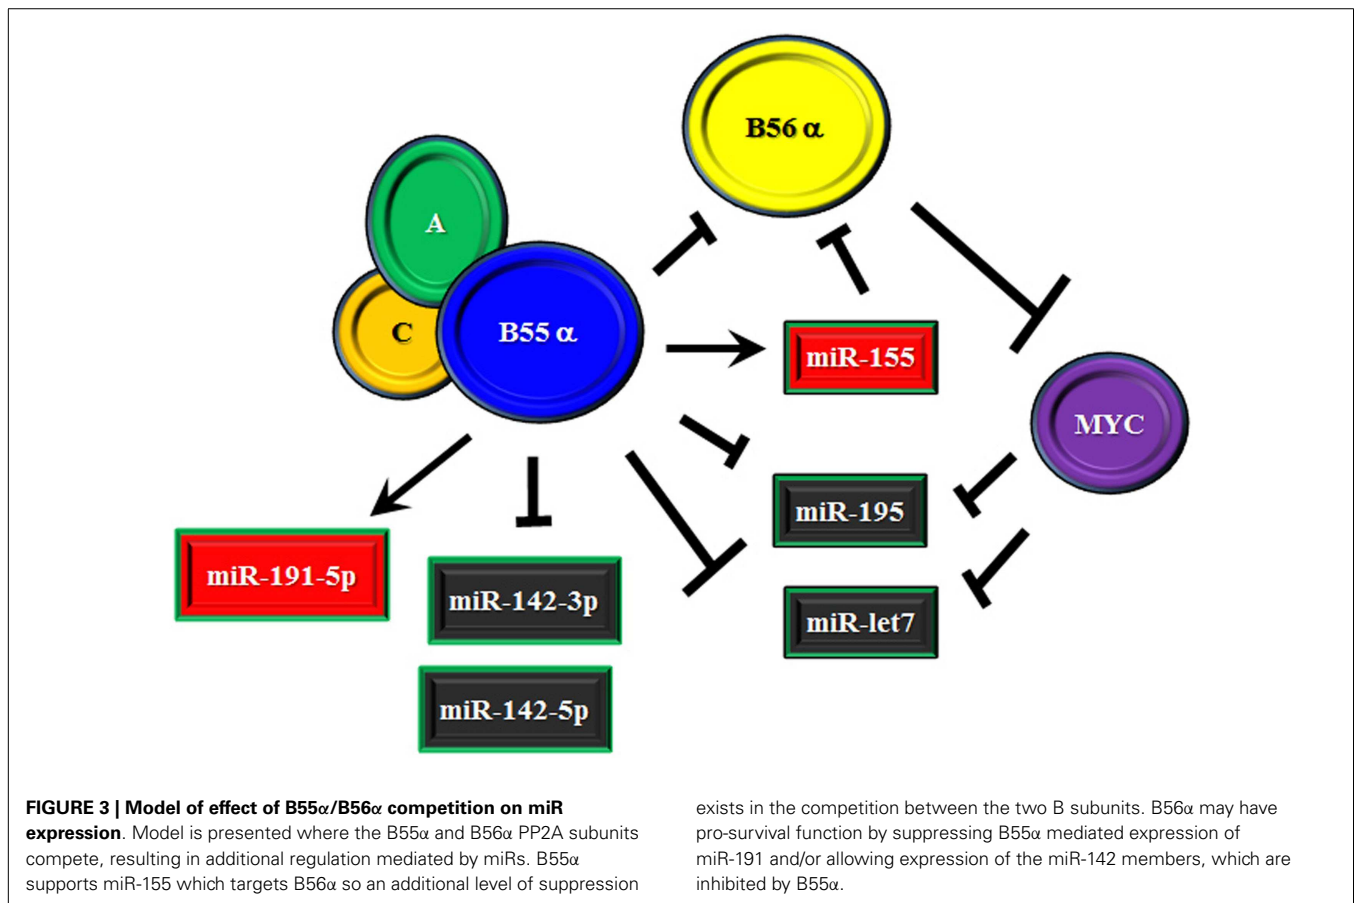 B56 α
A
C
B55 α
miR-155
MYC
miR-195
miR-191-5p
miR-142-3p
miR-let7
miR-142-5p
FIGURE 3 | Model of effect of B55α/B56α competition on miR
expression. Model is presented where the B55α and B56α PP2A subunits
compete, resulting in additional regulation mediated by miRs. B55α
supports miR-155 which targets B56α so an additional level of suppression
exists in the competition between the two B subunits. B56α may have
pro-survival function by suppressing B55α mediated expression of
miR-191 and/or allowing expression of the miR-142 members, which are
inhibited by B55α.